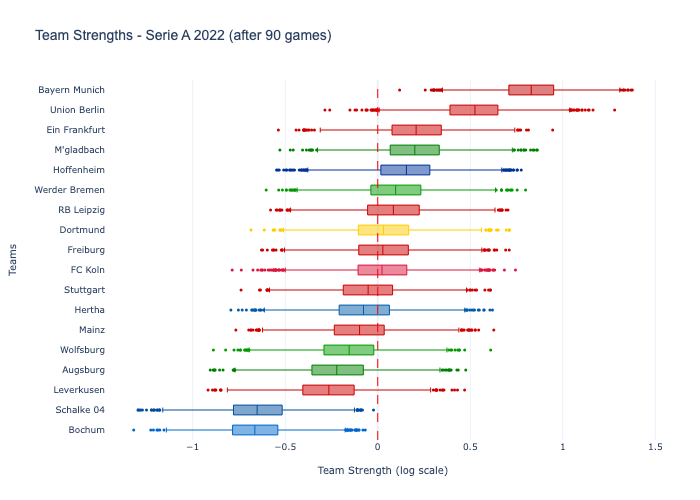 Team Strengths - Serie A 2022 (after 90 games)
Bayern Munich
Union Berlin
Ein Frankfurt
M'gladbach
Hoffenheim
Werder Bremen
RB Leipzig
Dortmund
Freiburg
FC Koln
Stuttgart
Hertha
Mainz
Wolfsburg
Augsburg
Leverkusen
Schalke 04
Bochum
Teams
−1 −0.5 0 0.5 1 1.5
Team Strength (log scale)